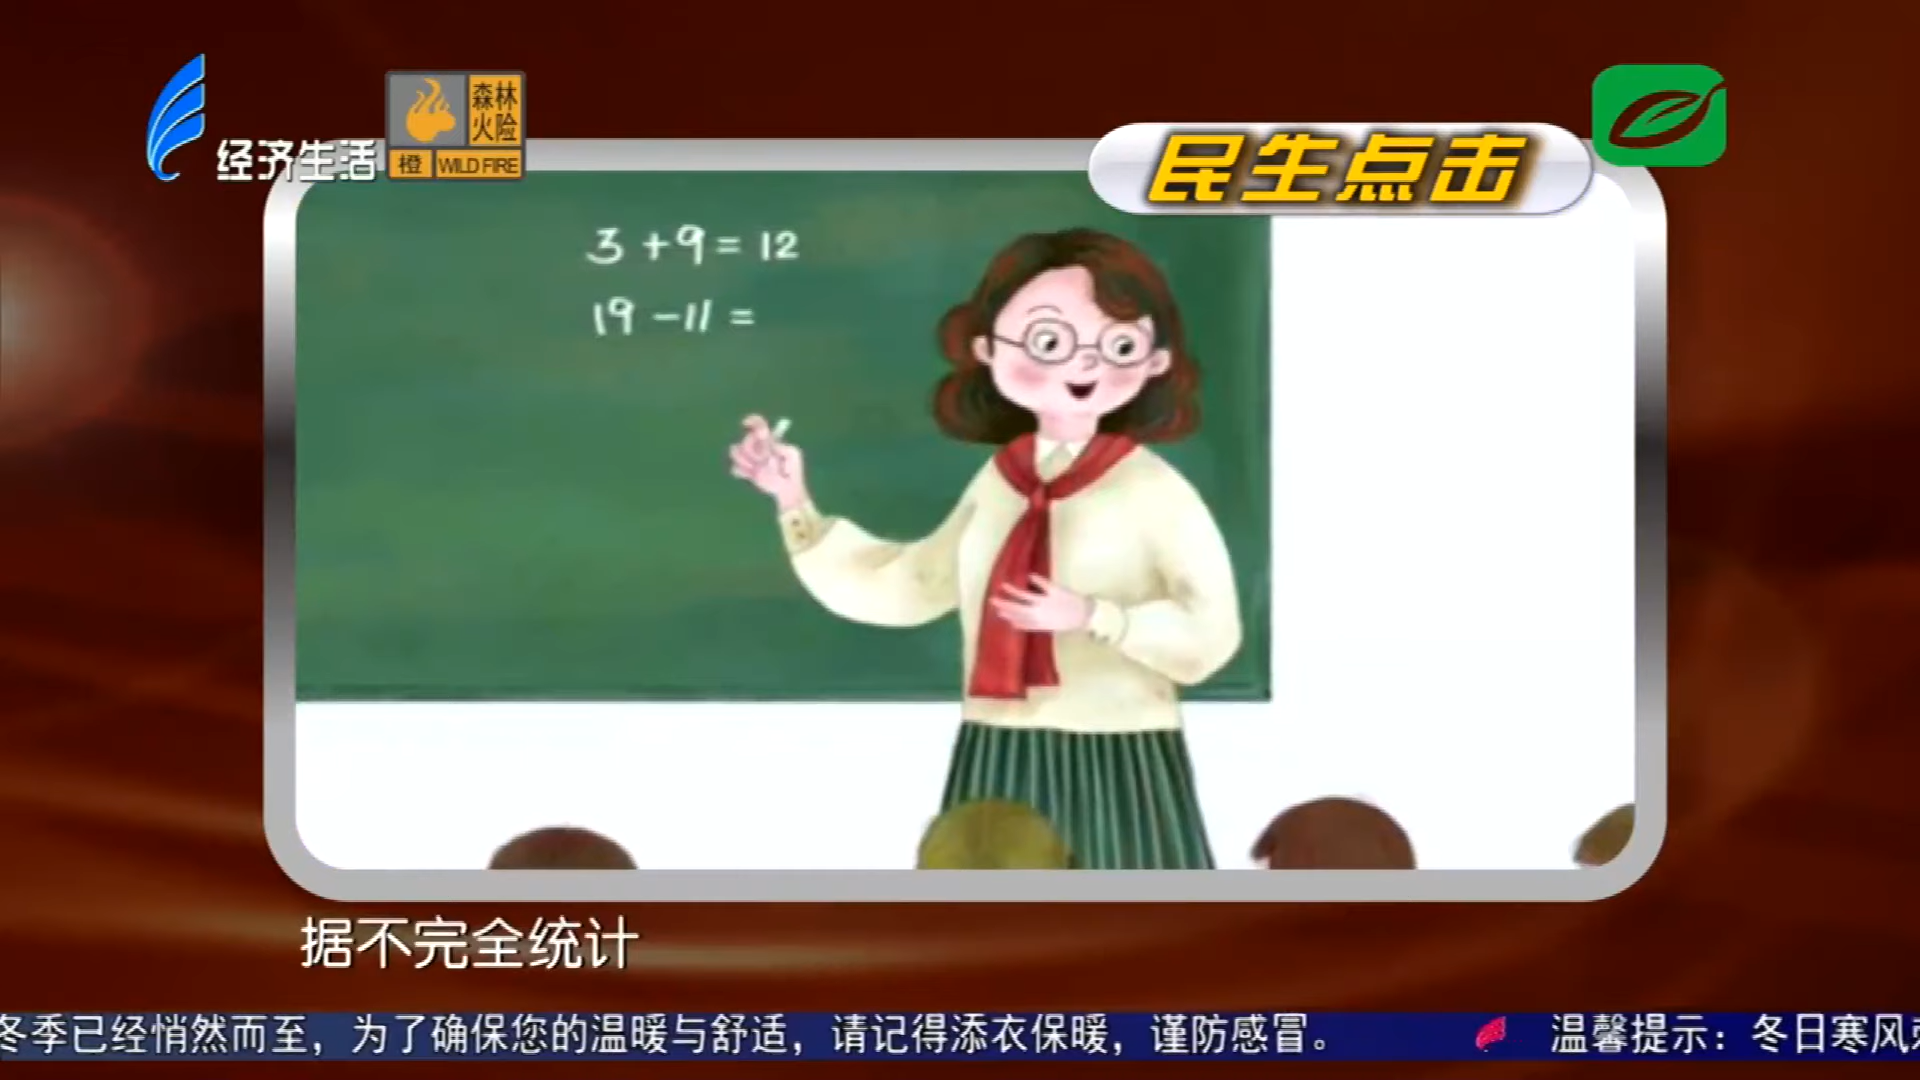 经济生活
森林
火险
橙 WILD FIRE
民生点击
3+9=12
19-11=
据不完全统计
冬季已经悄然而至，为了确保您的温暖与舒适，请记得添衣保暖，谨防感冒。 温馨提示：冬日寒风